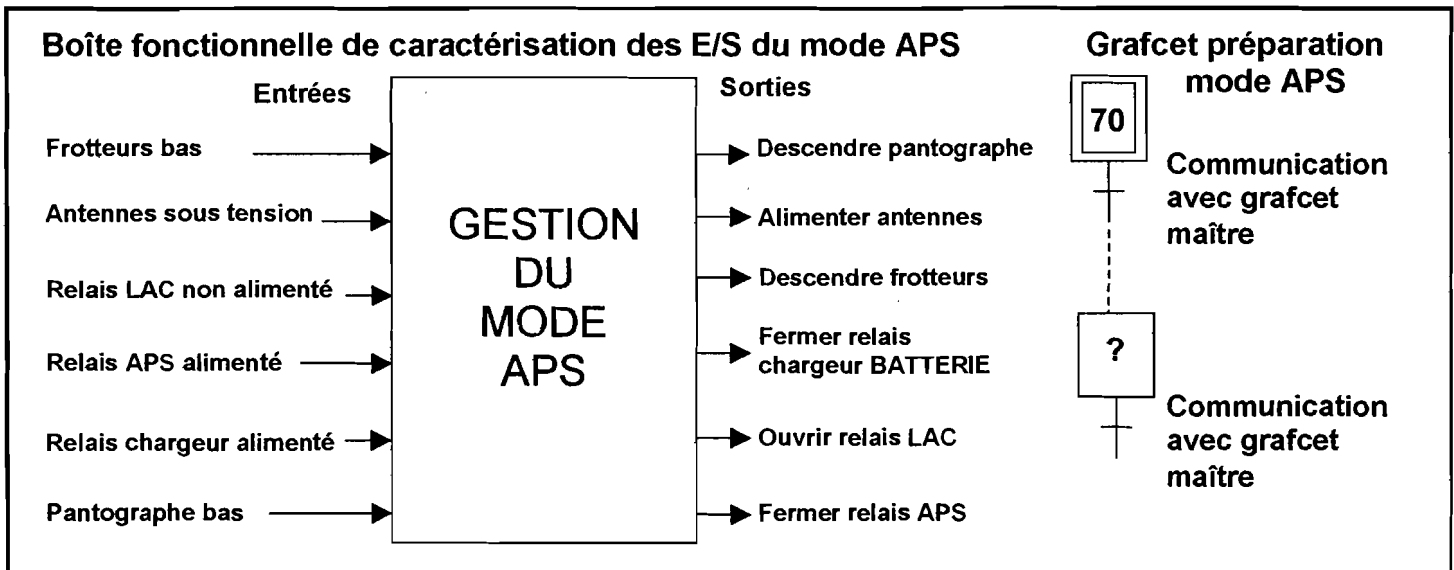 Boîte fonctionnelle de caractérisation des E/S du mode APS
Entrées
Frotteurs bas
Antennes sous tension
Relais LAC non alimenté
Relais APS alimenté
Relais chargeur alimenté
Pantographe bas
GESTION
DU
MODE
APS
Sorties
Descendre pantographe
Alimenter antennes
Descendre frotteurs
Fermer relais
chargeur BATTERIE
Ouvrir relais LAC
Fermer relais APS
Grafcet préparation
mode APS
70
Communication
avec grafcet
maître
?
Communication
avec grafcet
maître